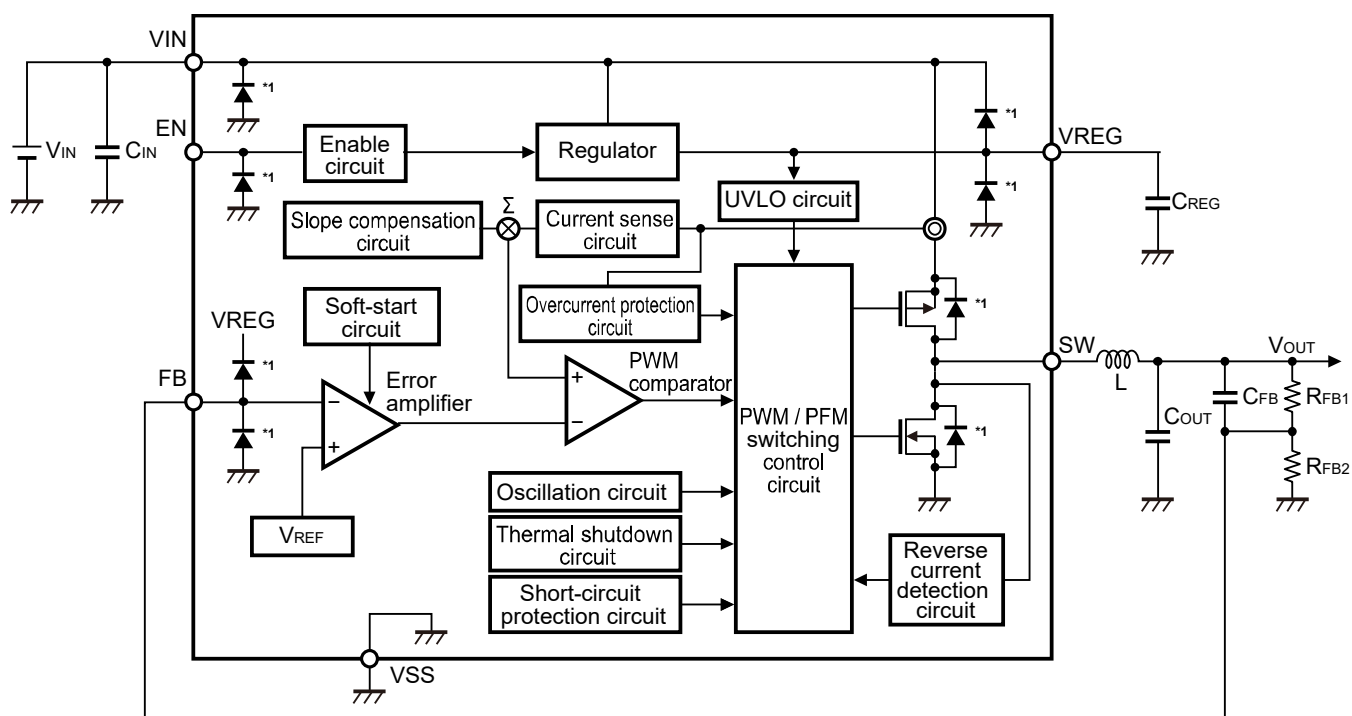 VIN
*1
*1
EN
VIN
CIN
Enable
circuit
Regulator
VREG
*1
CREG
*1
UVLO circuit
Σ
Slope compensation
circuit
Current sense
circuit
Overcurrent protection
circuit
*1
Soft-start
circuit
VREG
*1
FB
Error
amplifier
−
+
*1
+
−
PWM
comparator
PWM / PFM
switching
control
circuit
*1
SW
L
VOUT
COUT
CFB
RFB1
RFB2
VREF
Oscillation circuit
Thermal shutdown
circuit
Short-circuit
protection circuit
Reverse
current
detection
circuit
VSS